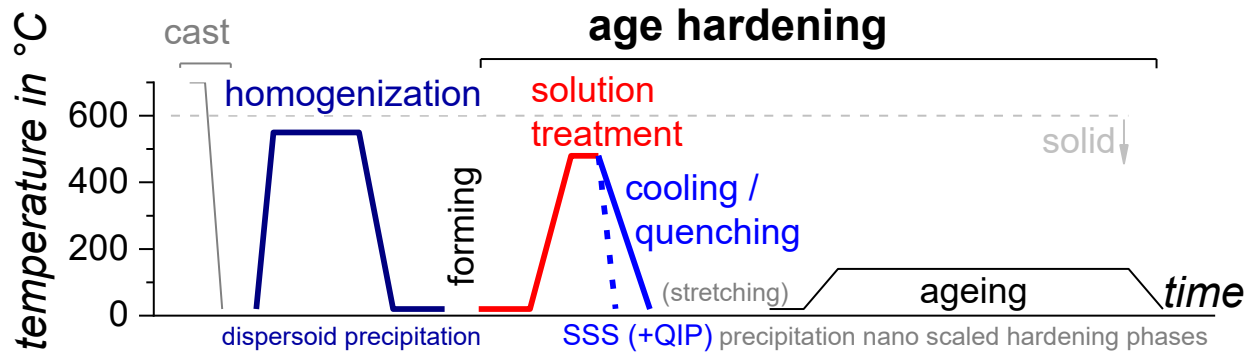 age hardening
cast
homogenization
solution
treatment
temperature in °C
600
400
200
0
solid
forming
cooling /
quenching
(stretching)
ageing
time
dispersoid precipitation
SSS (+QIP) precipitation nano scaled hardening phases